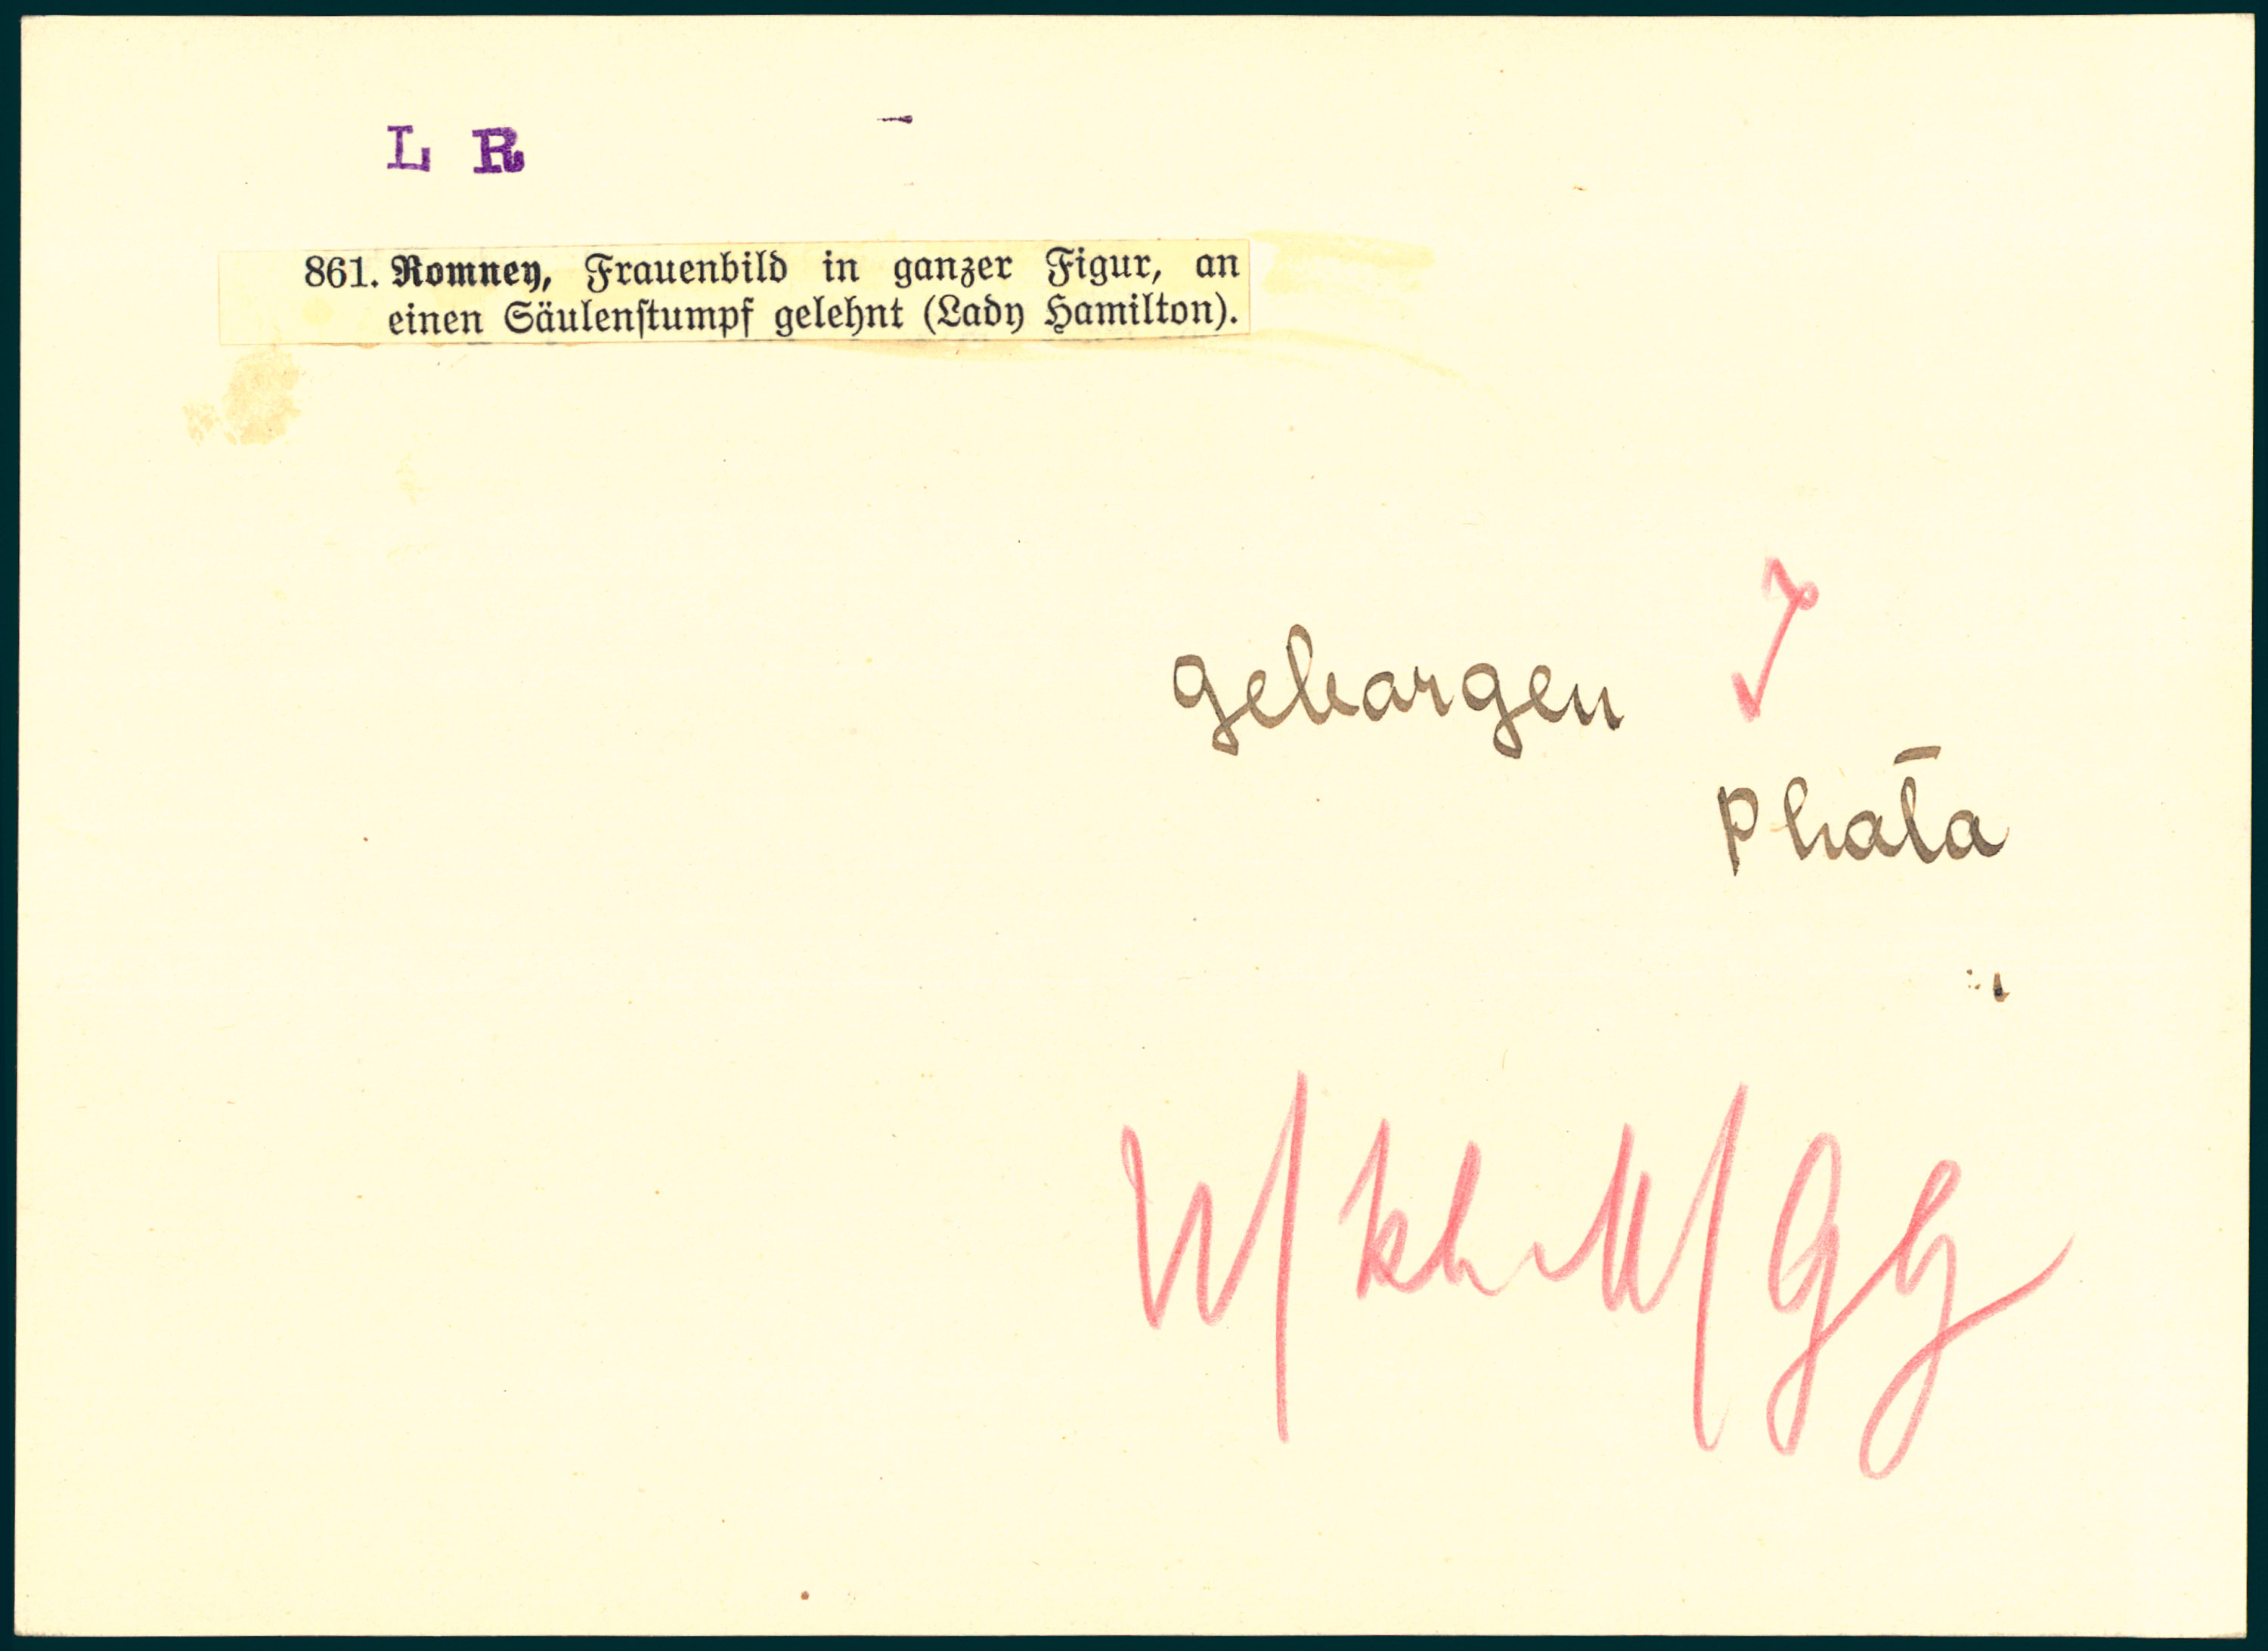 L R
861. Romney, Frauenbild in ganzer Figur, an
einen Säulenstumpf gelehnt (Lady Hamilton).
geborgen
Photo